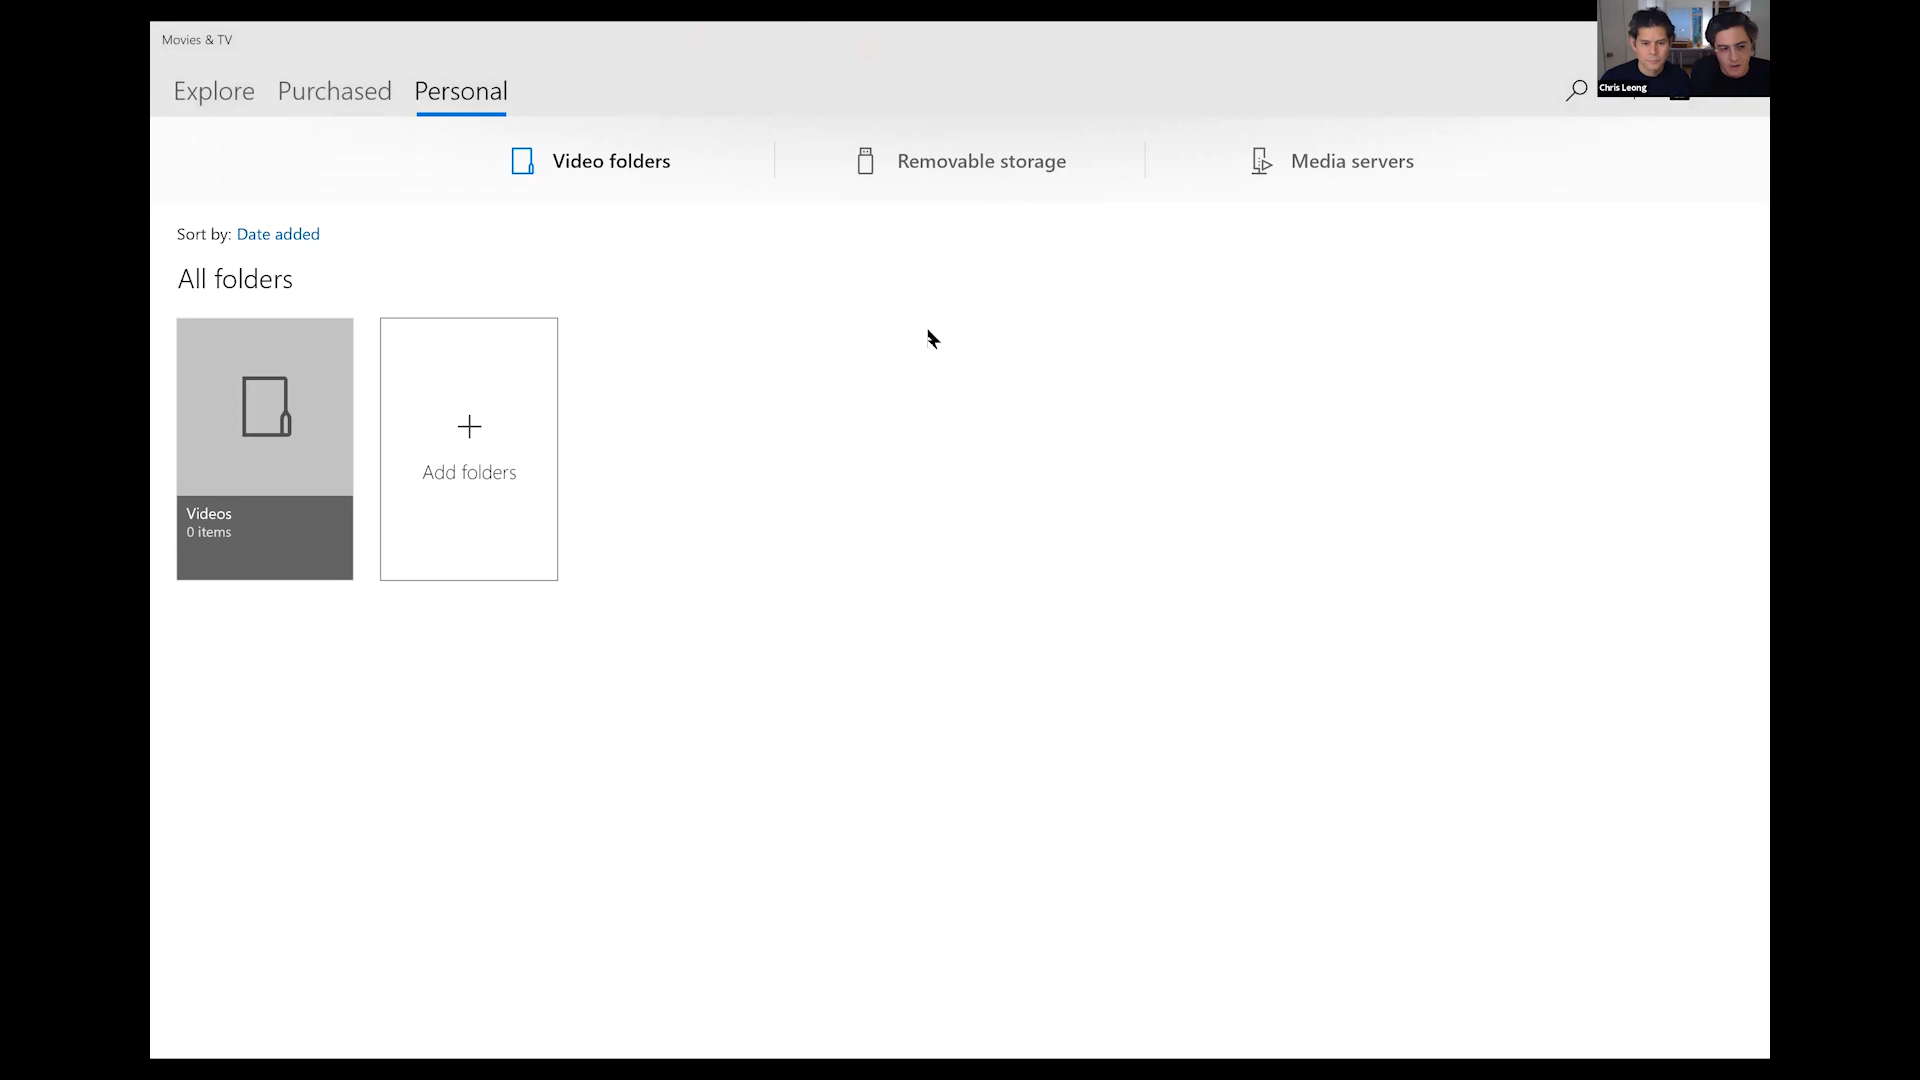 Movies & TV
Explore Purchased Personal
Chris Leong
Video folders
Removable storage
Media servers
Sort by: Date added
All folders
Videos
0 items
Add folders